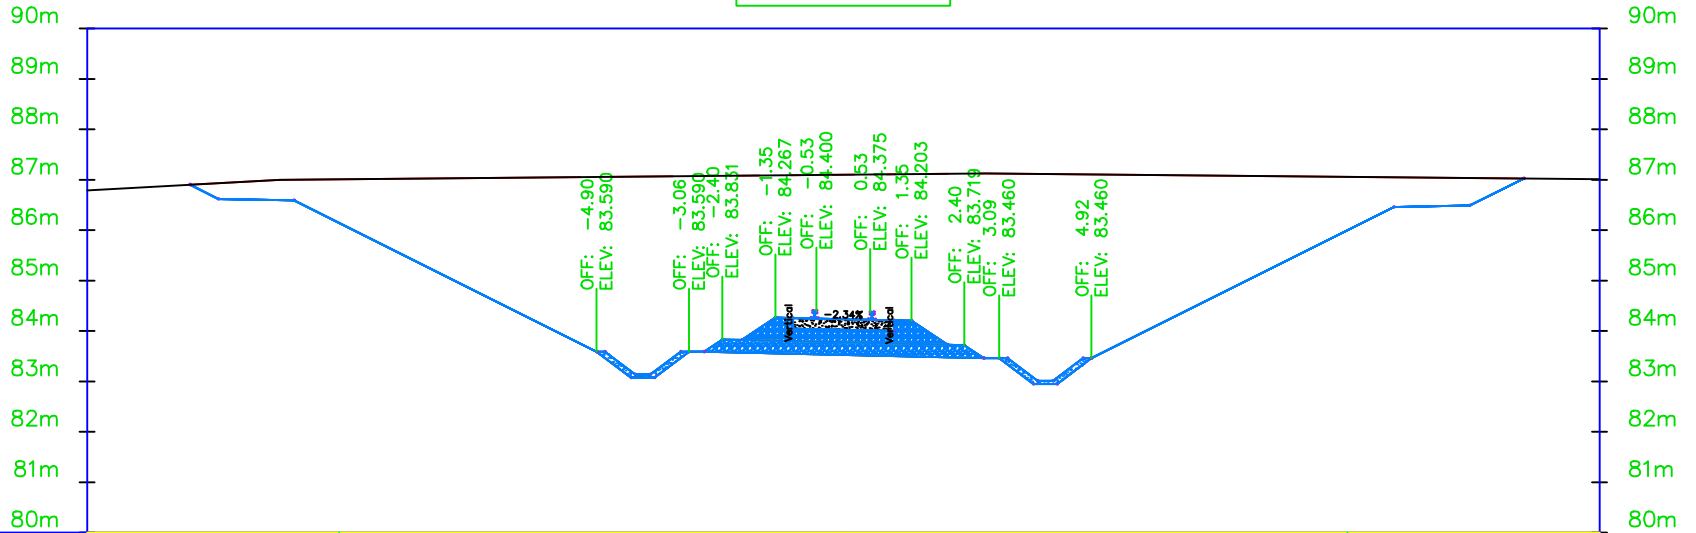 90m
89m
88m
87m
86m
85m
84m
83m
82m
81m
80m
OFF: -4.90
ELEV: 83.590
OFF: -3.06
ELEV: 83.590
OFF: -2.40
ELEV: 83.831
OFF: -1.35
ELEV: 84.267
OFF: -0.53
ELEV: 84.400
OFF: 0.53
ELEV: 84.375
OFF: 1.35
ELEV: 84.203
OFF: 2.40
ELEV: 83.719
OFF: 3.09
ELEV: 83.460
OFF: 4.92
ELEV: 83.460
Vertical
-2.34%
Vertical
90m
89m
88m
87m
86m
85m
84m
83m
82m
81m
80m